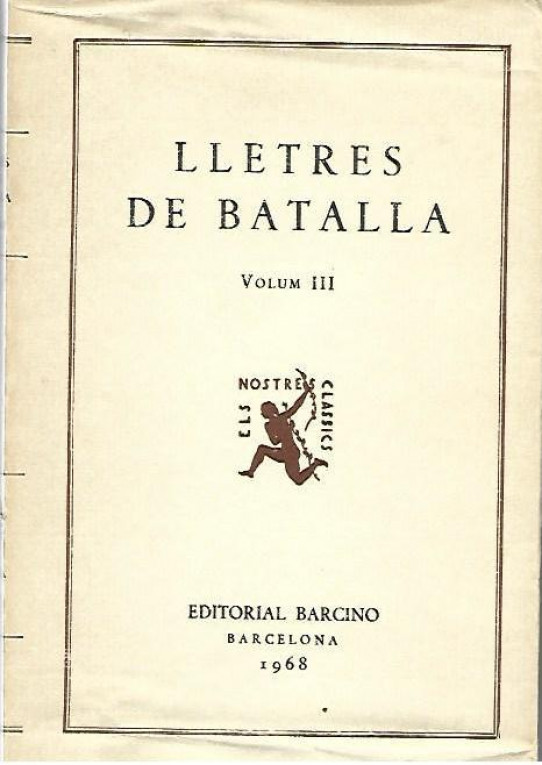 LLETRES
DE BATALLA
VOLUM III
ELS NOSTRES CLASSICS
EDITORIAL BARCINO
BARCELONA
1968